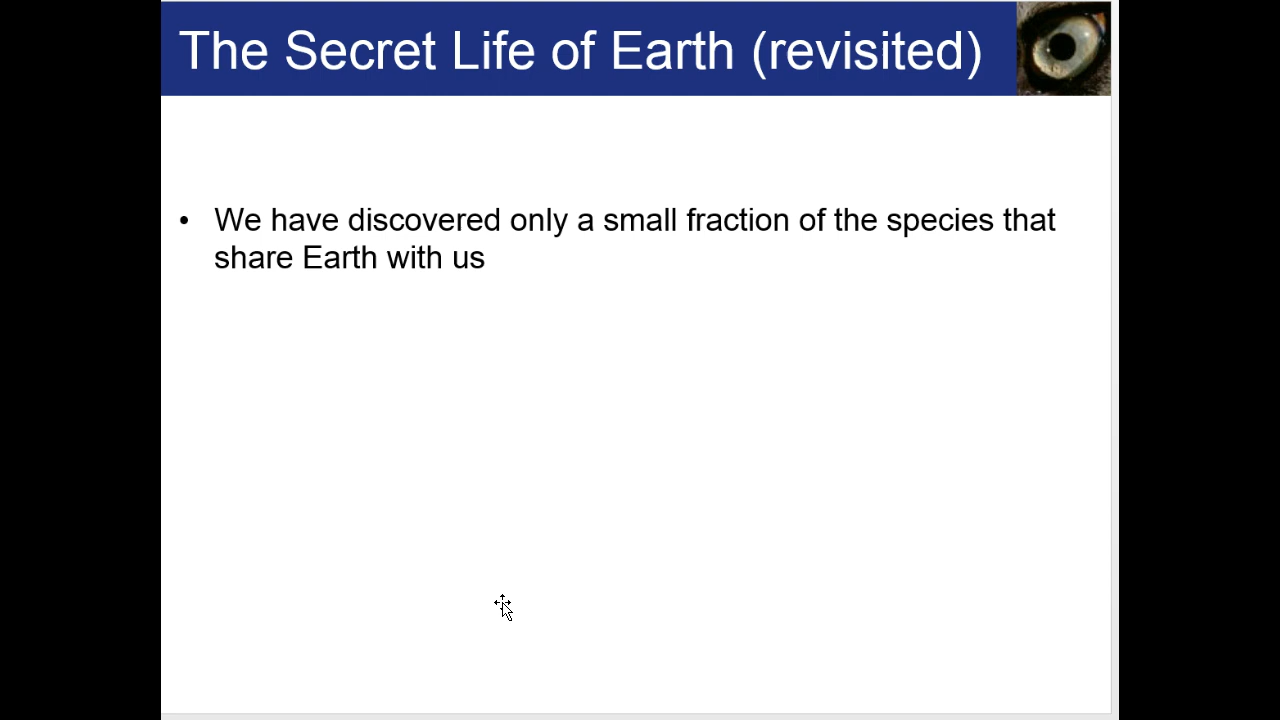 The Secret Life of Earth (revisited)
• We have discovered only a small fraction of the species that
share Earth with us